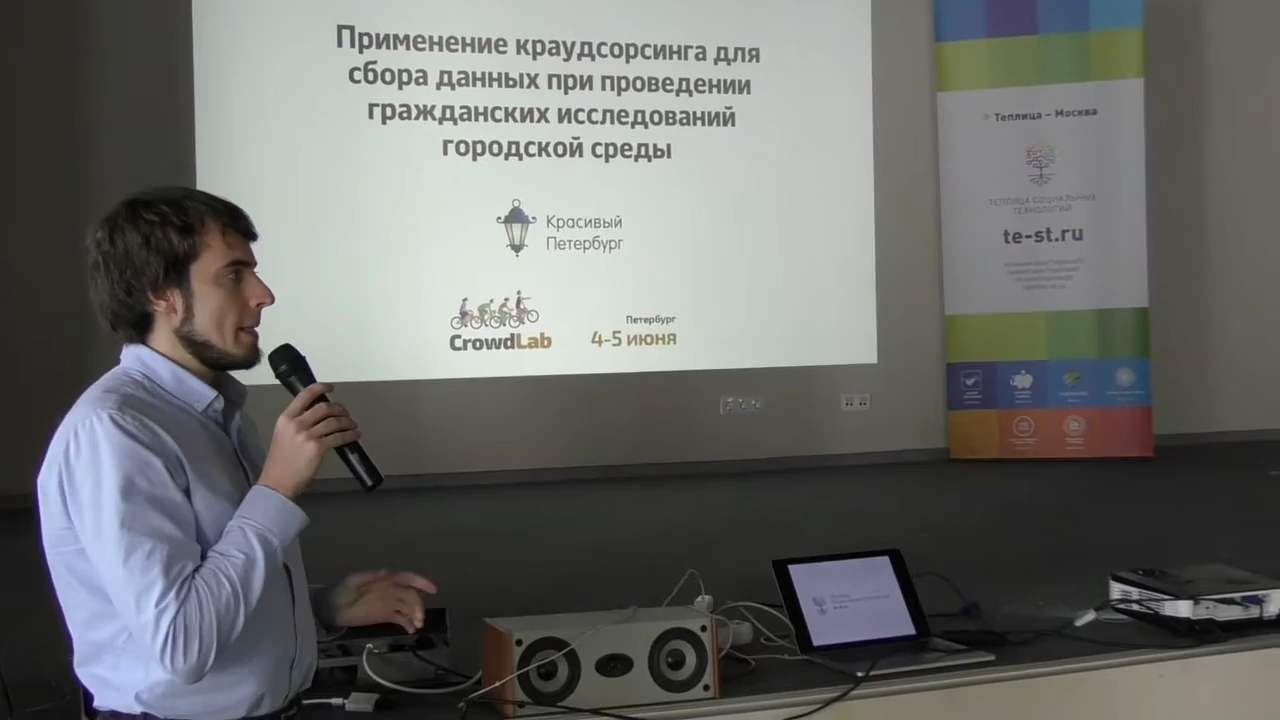 Применение краудсорсинга для
сбора данных при проведении
гражданских исследований
городской среды
Красивый
Петербург
CrowdLab
Петербург
4-5 июня
Теплица – Москва
ТЕПЛИЦА СОЦИАЛЬНЫХ
ТЕХНОЛОГИЙ
te-st.ru